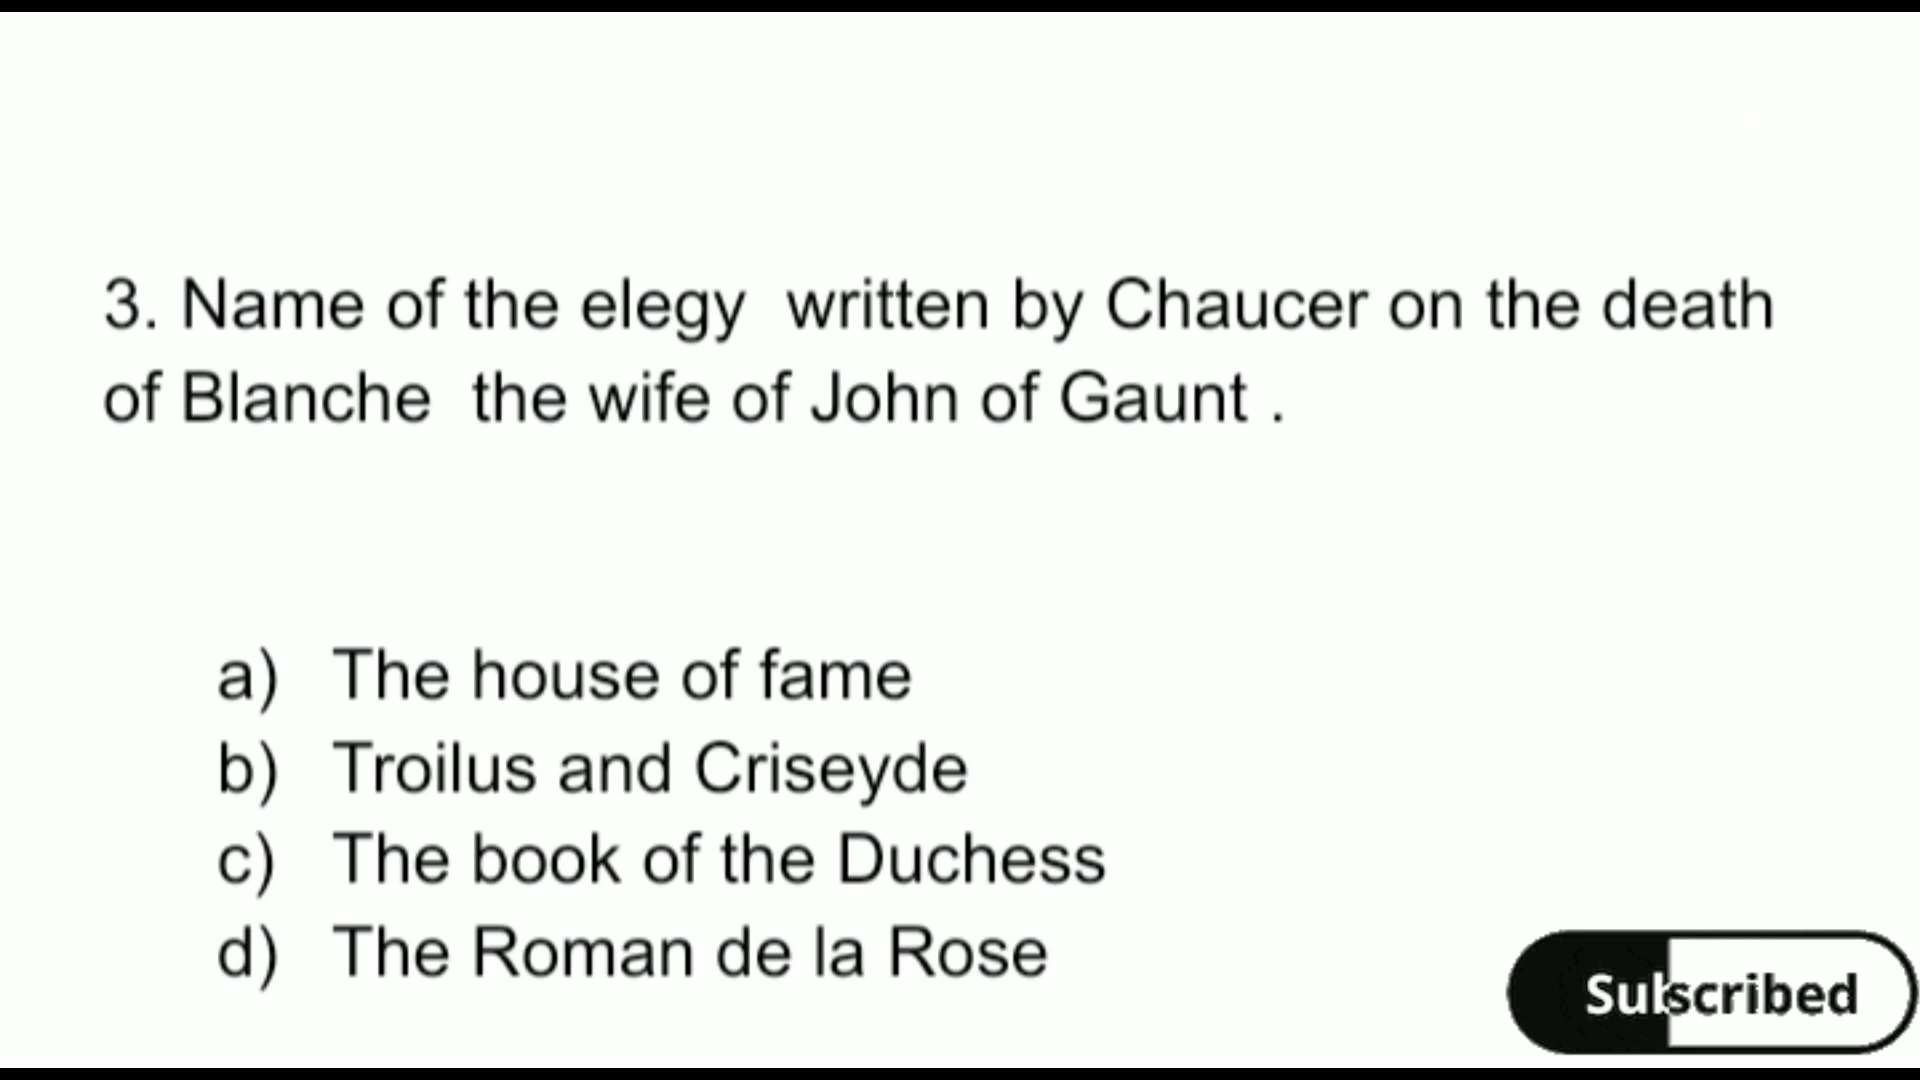 3. Name of the elegy written by Chaucer on the death
of Blanche the wife of John of Gaunt .
a) The house of fame
b) Troilus and Criseyde
c) The book of the Duchess
d) The Roman de la Rose
Subscribed